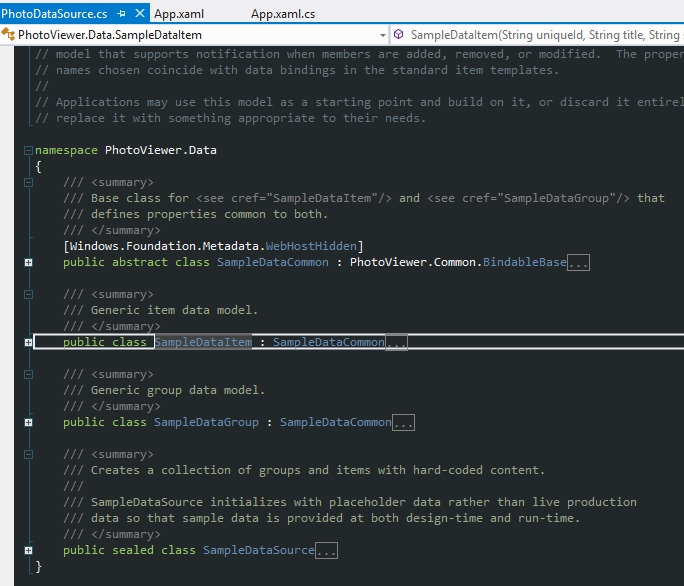 PhotoDataSource.cs App.xaml App.xaml.cs
PhotoViewer.Data.SampleDataItem SampleDataItem(String uniqueId, String title, String
// model that supports notification when members are added, removed, or modified.  The proper
// names chosen coincide with data bindings in the standard item templates.
//
// Applications may use this model as a starting point and build on it, or discard it entirel
// replace it with something appropriate to their needs.
namespace PhotoViewer.Data
{
/// <summary>
/// Base class for <see cref="SampleDataItem"/> and <see cref="SampleDataGroup"/> that
/// defines properties common to both.
/// </summary>
[Windows.Foundation.Metadata.WebHostHidden]
public abstract class SampleDataCommon : PhotoViewer.Common.BindableBase...
/// <summary>
/// Generic item data model.
/// </summary>
public class SampleDataItem : SampleDataCommon...
/// <summary>
/// Generic group data model.
/// </summary>
public class SampleDataGroup : SampleDataCommon...
/// <summary>
/// Creates a collection of groups and items with hard-coded content.
///
/// SampleDataSource initializes with placeholder data rather than live production
/// data so that sample data is provided at both design-time and run-time.
/// </summary>
public sealed class SampleDataSource...
}